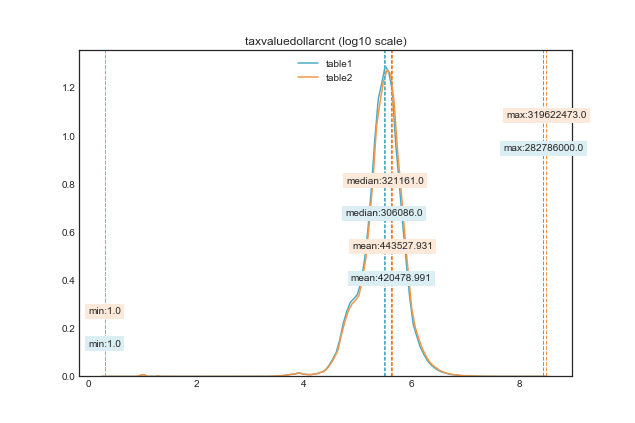 taxvaluedollarcnt (log10 scale)
table1
table2
1.2
1.0
0.8
0.6
0.4
0.2
0.0
max:319622473.0
max:282786000.0
median:321161.0
median:306086.0
mean:443527.931
mean:420478.991
min:1.0
min:1.0
0 2 4 6 8